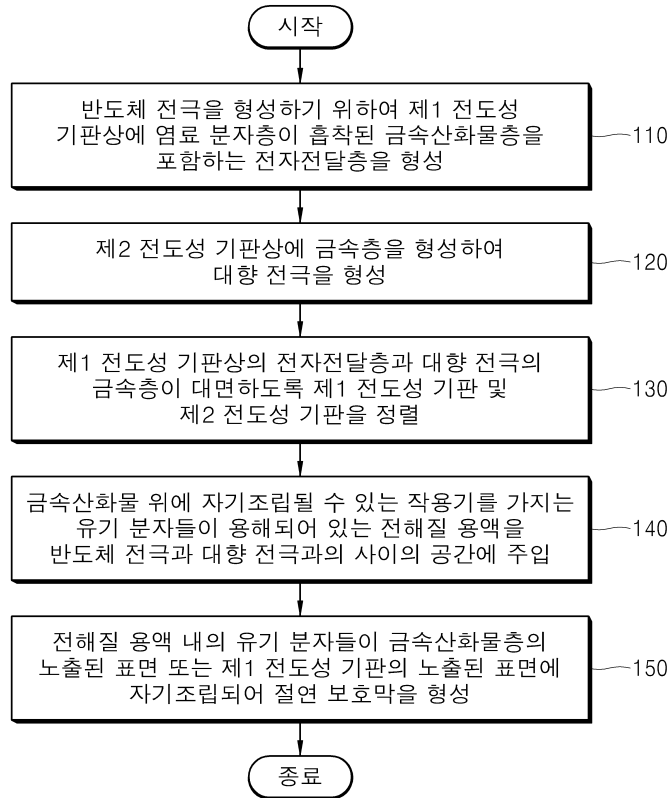 시작
반도체 전극을 형성하기 위하여 제1 전도성
기판상에 염료 분자층이 흡착된 금속산화물층을
포함하는 전자전달층을 형성
110
제2 전도성 기판상에 금속층을 형성하여
대향 전극을 형성
120
제1 전도성 기판상의 전자전달층과 대향 전극의
금속층이 대면하도록 제1 전도성 기판 및
제2 전도성 기판을 정렬
130
금속산화물 위에 자기조립될 수 있는 작용기를 가지는
유기 분자들이 용해되어 있는 전해질 용액을
반도체 전극과 대향 전극과의 사이의 공간에 주입
140
전해질 용액 내의 유기 분자들이 금속산화물층의
노출된 표면 또는 제1 전도성 기판의 노출된 표면에
자기조립되어 절연 보호막을 형성
150
종료